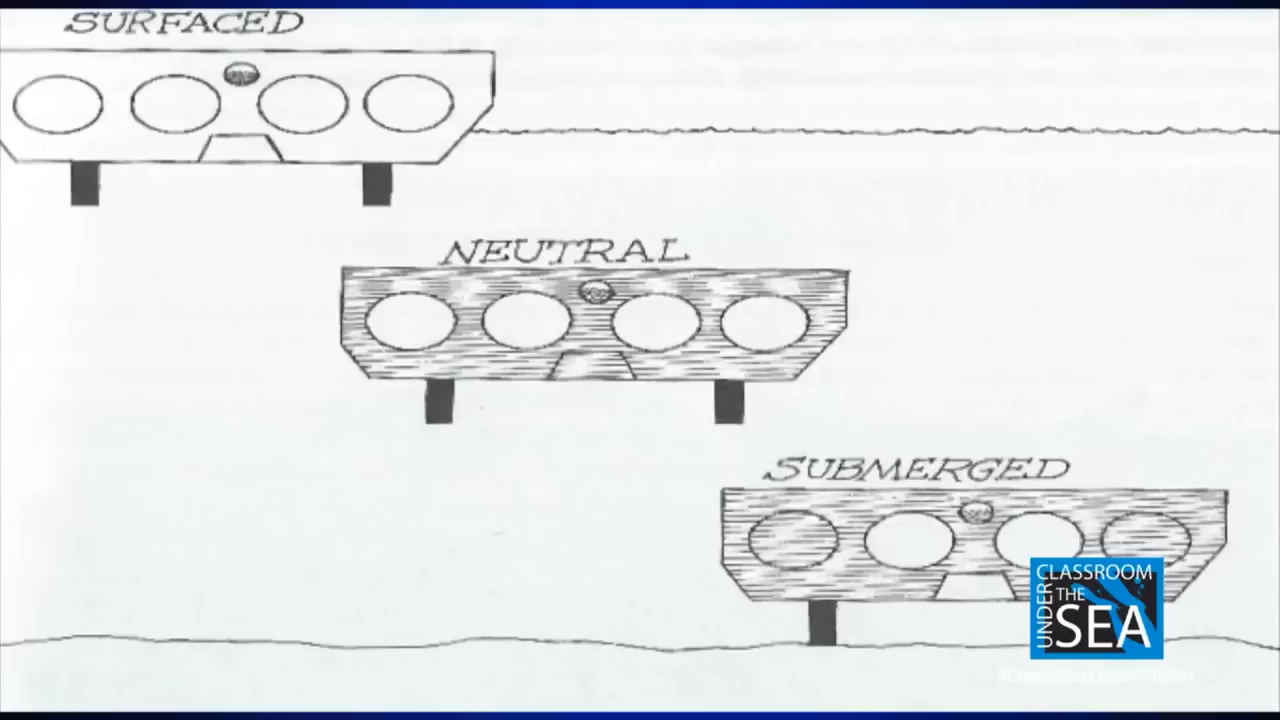 SURFACED
NEUTRAL
SUBMERGED
CLASSROOM
UNDER
THE
SEA